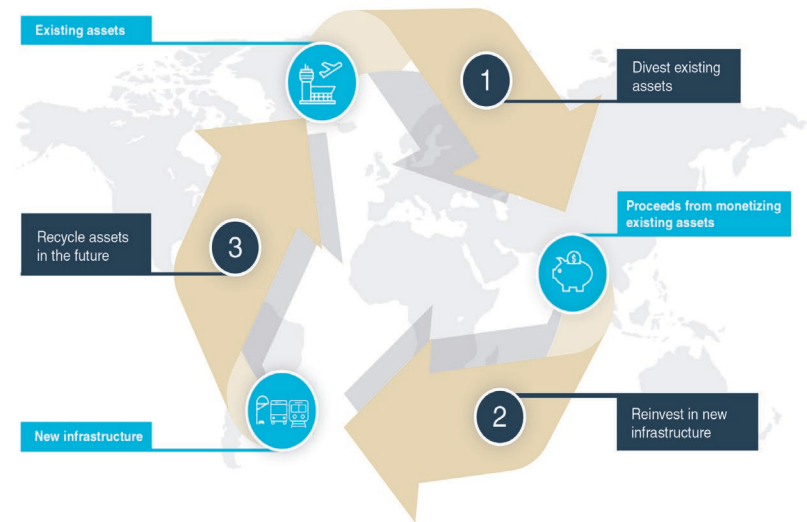 Existing assets
1
Divest existing
assets
Proceeds from monetizing
existing assets
$
2
Reinvest in new
infrastructure
New infrastructure
3
Recycle assets
in the future